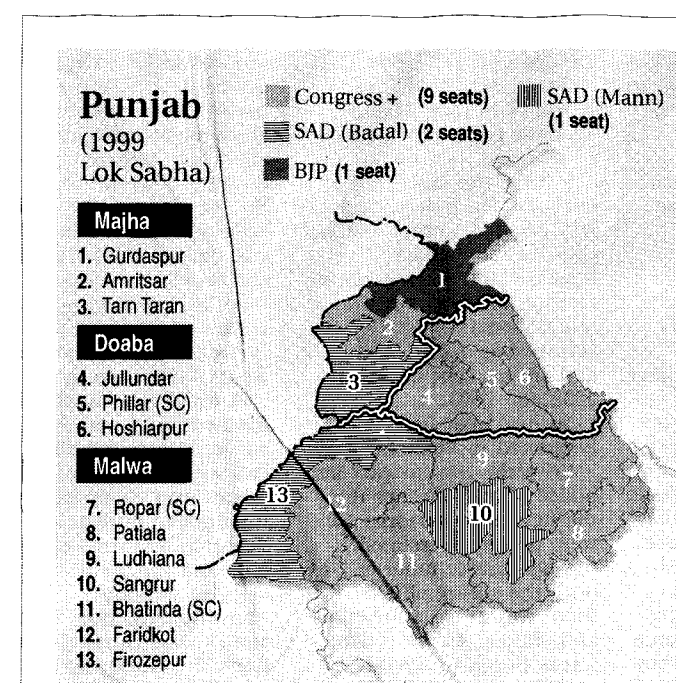 Punjab
(1999
Lok Sabha)
Congress + (9 seats)
SAD (Badal) (2 seats)
BJP (1 seat)
SAD (Mann)
(1 seat)
Majha
1. Gurdaspur
2. Amritsar
3. Tarn Taran
Doaba
4. Jullundar
5. Phillar (SC)
6. Hoshiarpur
Malwa
7. Ropar (SC)
8. Patiala
9. Ludhiana
10. Sangrur
11. Bhatinda (SC)
12. Faridkot
13. Firozepur
1
2
3
4
5
6
9
7
13
10
8
11